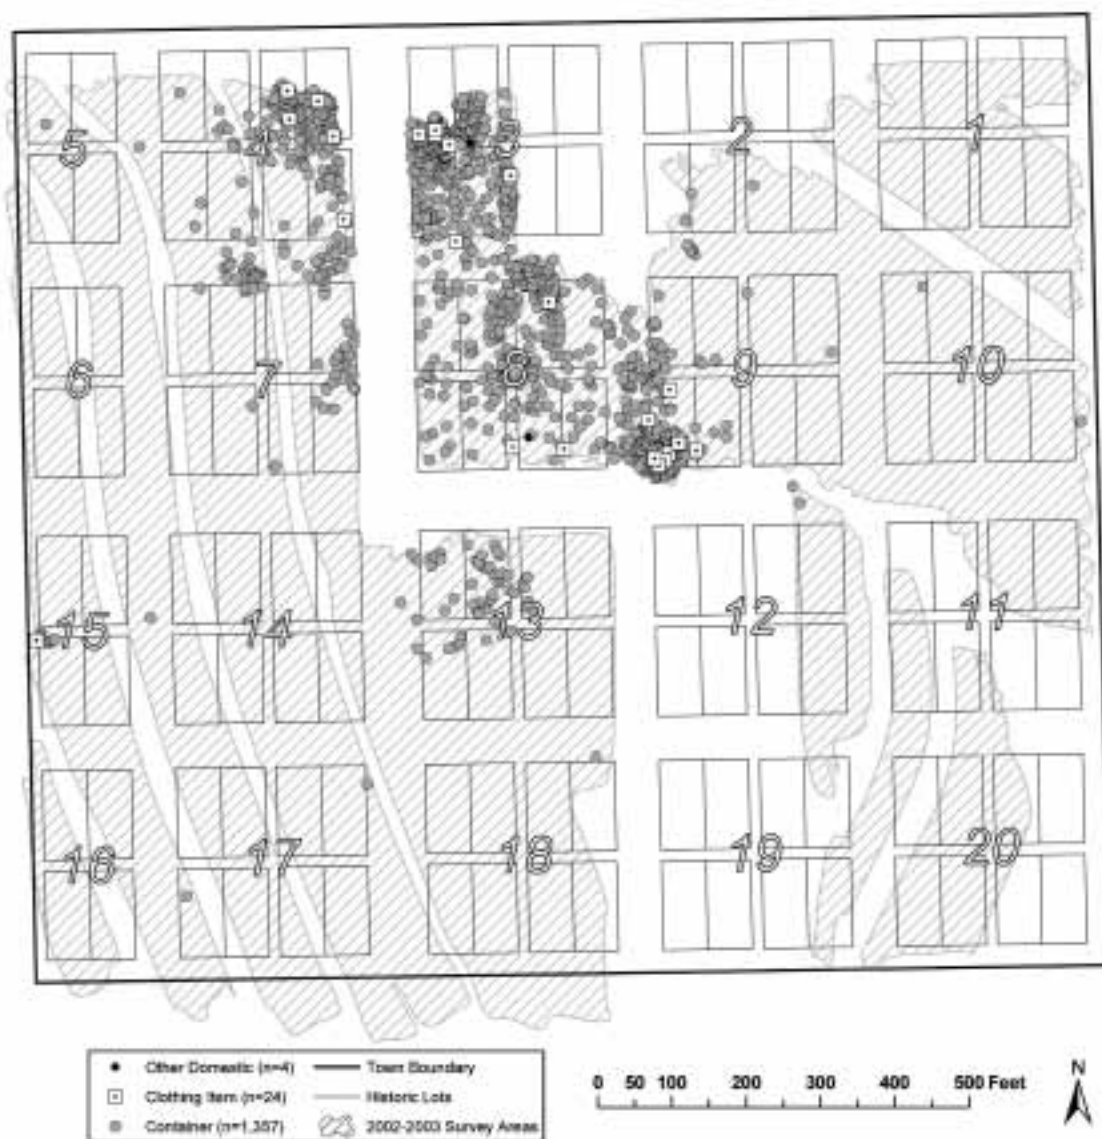 5 4 3 2 1
6 7 8 9 10
15 14 13 12 11
16 17 18 19 20
Other Domestic (n=4) Town Boundary
Clothing Item (n=24) Historic Lots
Container (n=1,357) 2002-2003 Survey Areas
0 50 100 200 300 400 500 Feet
N